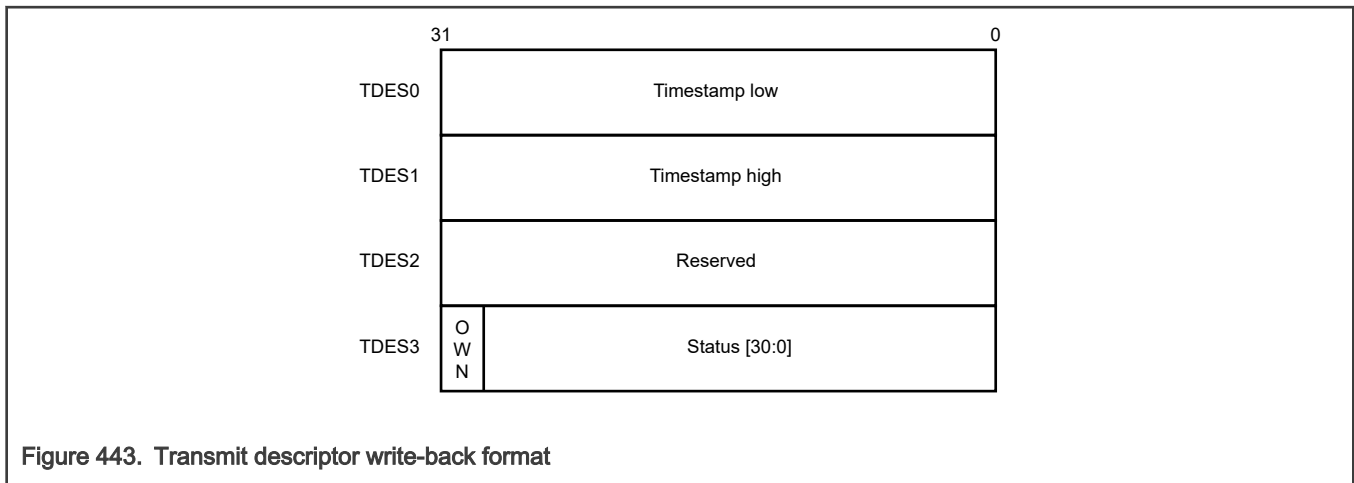 31 0
TDES0 Timestamp low
TDES1 Timestamp high
TDES2 Reserved
TDES3 OWN Status [30:0]
Figure 443. Transmit descriptor write-back format